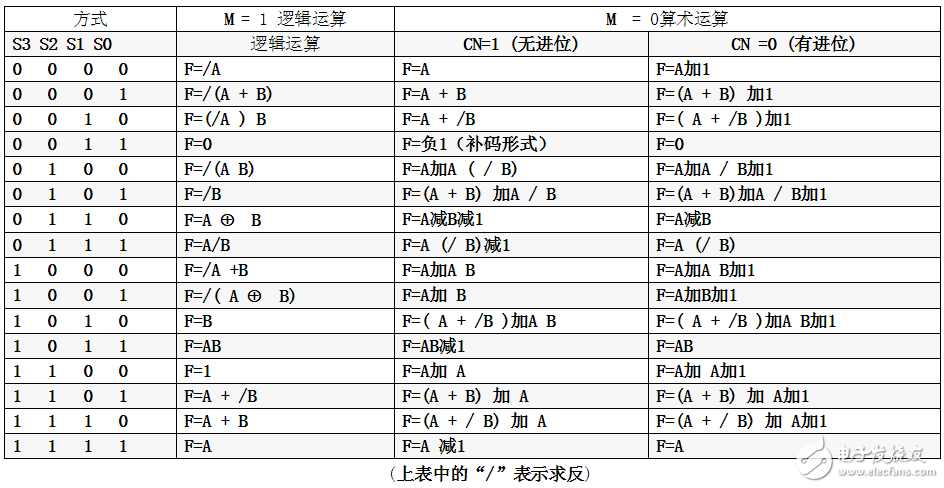 方式 M = 1 逻辑运算 M = 0算术运算
S3 S2 S1 S0 逻辑运算 CN=1 (无进位) CN =0 (有进位)
0 0 0 0 F=/A F=A F=A加1
0 0 0 1 F=/(A + B) F=A + B F=(A + B) 加1
0 0 1 0 F=(/A ) B F=A + /B F=( A + /B )加1
0 0 1 1 F=0 F=负1（补码形式） F=0
0 1 0 0 F=/(A B) F=A加A ( / B) F=A加A / B加1
0 1 0 1 F=/B F=(A + B) 加A / B F=(A + B)加A / B加1
0 1 1 0 F=A ⊕ B F=A减B减1 F=A减B
0 1 1 1 F=A/B F=A (/ B)减1 F=A (/ B)
1 0 0 0 F=/A +B F=A加A B F=A加A B加1
1 0 0 1 F=/( A ⊕ B) F=A加 B F=A加B加1
1 0 1 0 F=B F=( A + /B )加A B F=( A + /B )加A B加1
1 0 1 1 F=AB F=AB减1 F=AB
1 1 0 0 F=1 F=A加 A F=A加 A加1
1 1 0 1 F=A + /B F=(A + B) 加 A F=(A + B) 加 A加1
1 1 1 0 F=A + B F=(A + / B) 加 A F=(A + / B) 加 A加1
1 1 1 1 F=A F=A 减1 F=A
(上表中的“/”表示求反)
电子发烧友
www.elecfans.com